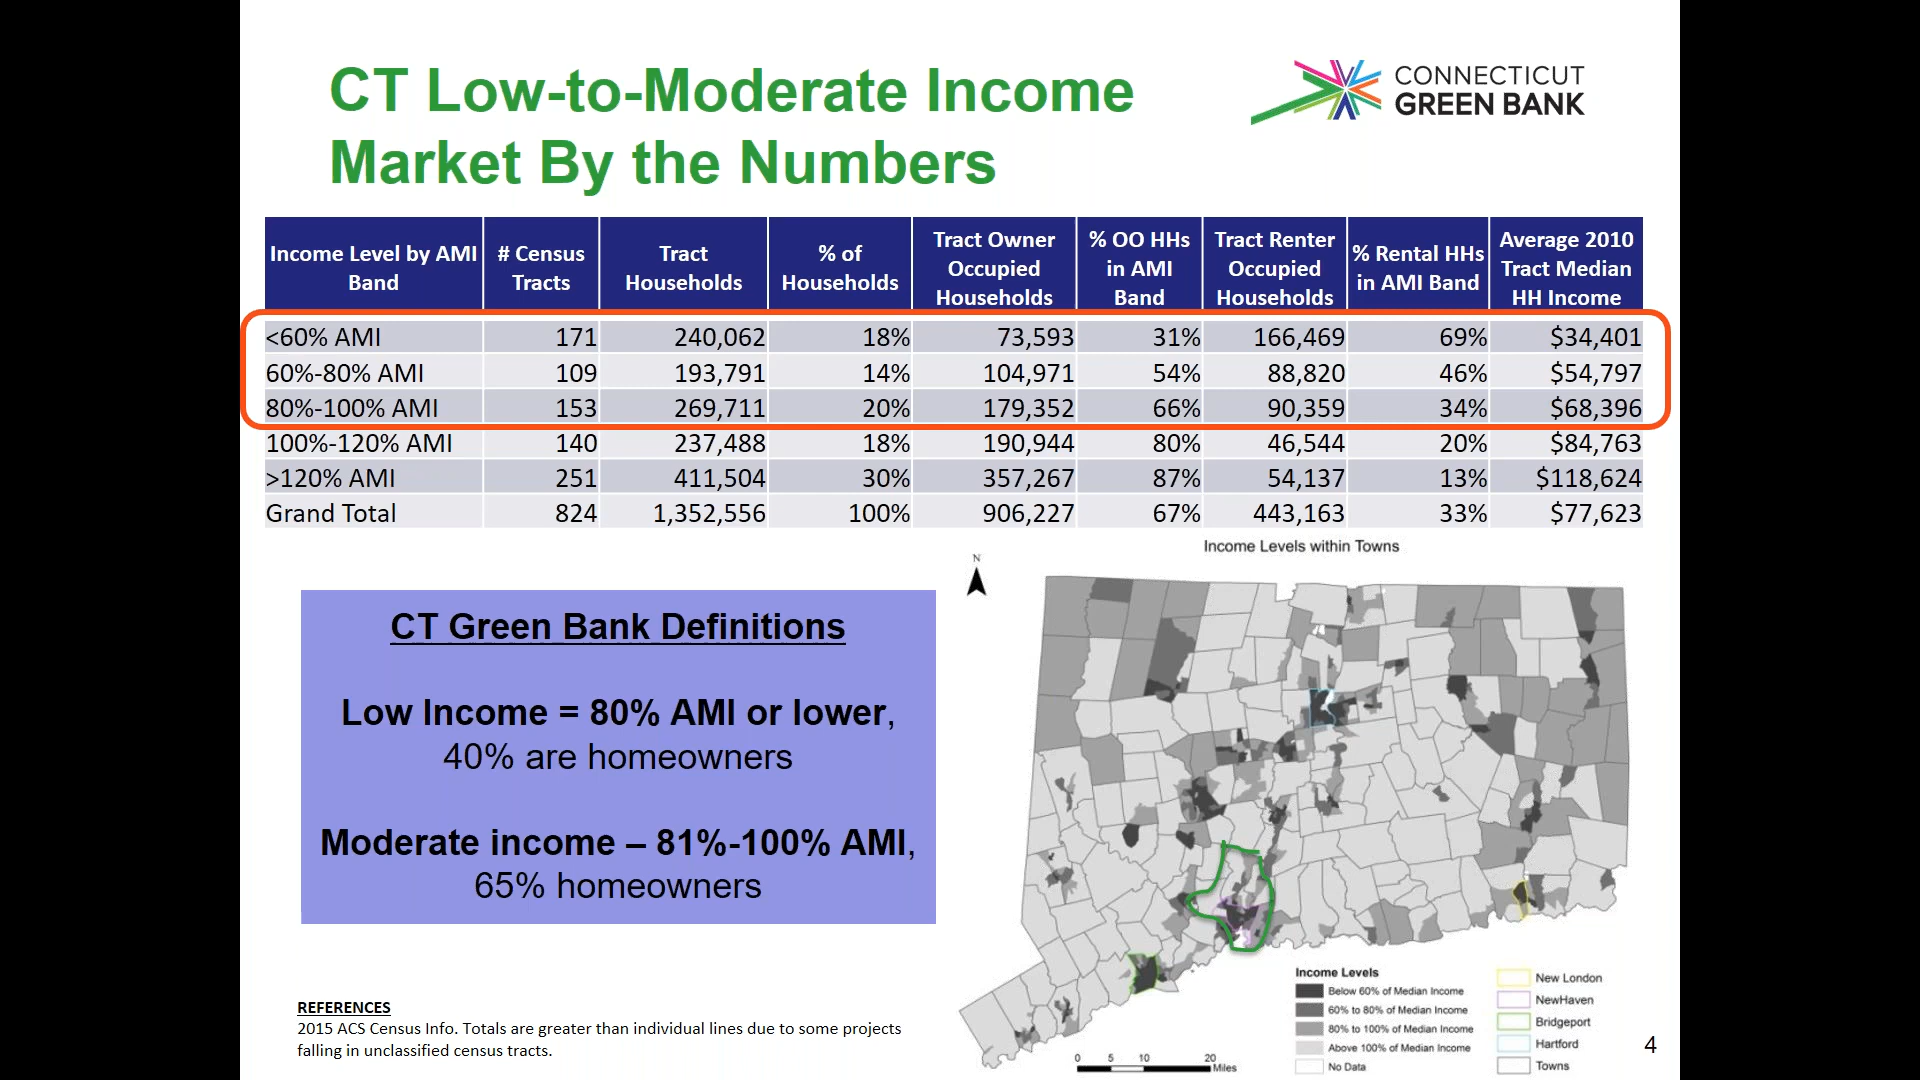 CT Low-to-Moderate Income
Market By the Numbers
CONNECTICUT
GREEN BANK
Income Level by AMI Band # Census Tracts Tract Households % of Households Tract Owner Occupied Households % OO HHs in AMI Band Tract Renter Occupied Households % Rental HHs in AMI Band Average 2010 Tract Median HH Income
<60% AMI 171 240,062 18% 73,593 31% 166,469 69% $34,401
60%-80% AMI 109 193,791 14% 104,971 54% 88,820 46% $54,797
80%-100% AMI 153 269,711 20% 179,352 66% 90,359 34% $68,396
100%-120% AMI 140 237,488 18% 190,944 80% 46,544 20% $84,763
>120% AMI 251 411,504 30% 357,267 87% 54,137 13% $118,624
Grand Total 824 1,352,556 100% 906,227 67% 443,163 33% $77,623
CT Green Bank Definitions
Low Income = 80% AMI or lower,
40% are homeowners
Moderate income – 81%-100% AMI,
65% homeowners
REFERENCES
2015 ACS Census Info. Totals are greater than individual lines due to some projects
falling in unclassified census tracts.
Income Levels within Towns
N
Income Levels
Below 60% of Median Income
60% to 80% of Median Income
80% to 100% of Median Income
Above 100% of Median Income
No Data
New London
NewHaven
Bridgeport
Hartford
Towns
0 5 10 20
Miles
4